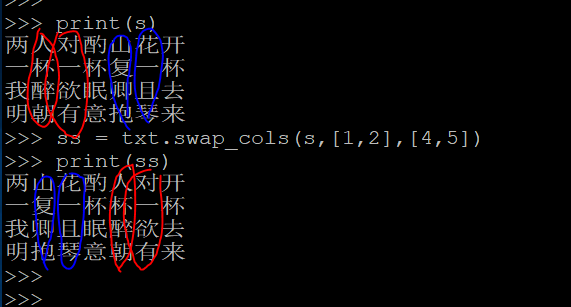 >>>
>>> print(s)
两人对酌山花开
一杯一杯复一杯
我醉欲眠卿且去
明朝有意抱琴来
>>> ss = txt.swap_cols(s,[1,2],[4,5])
>>> print(ss)
两山花酌人对开
一复一杯杯一杯
我卿且眠醉欲去
明抱琴意朝有来
>>>
>>>